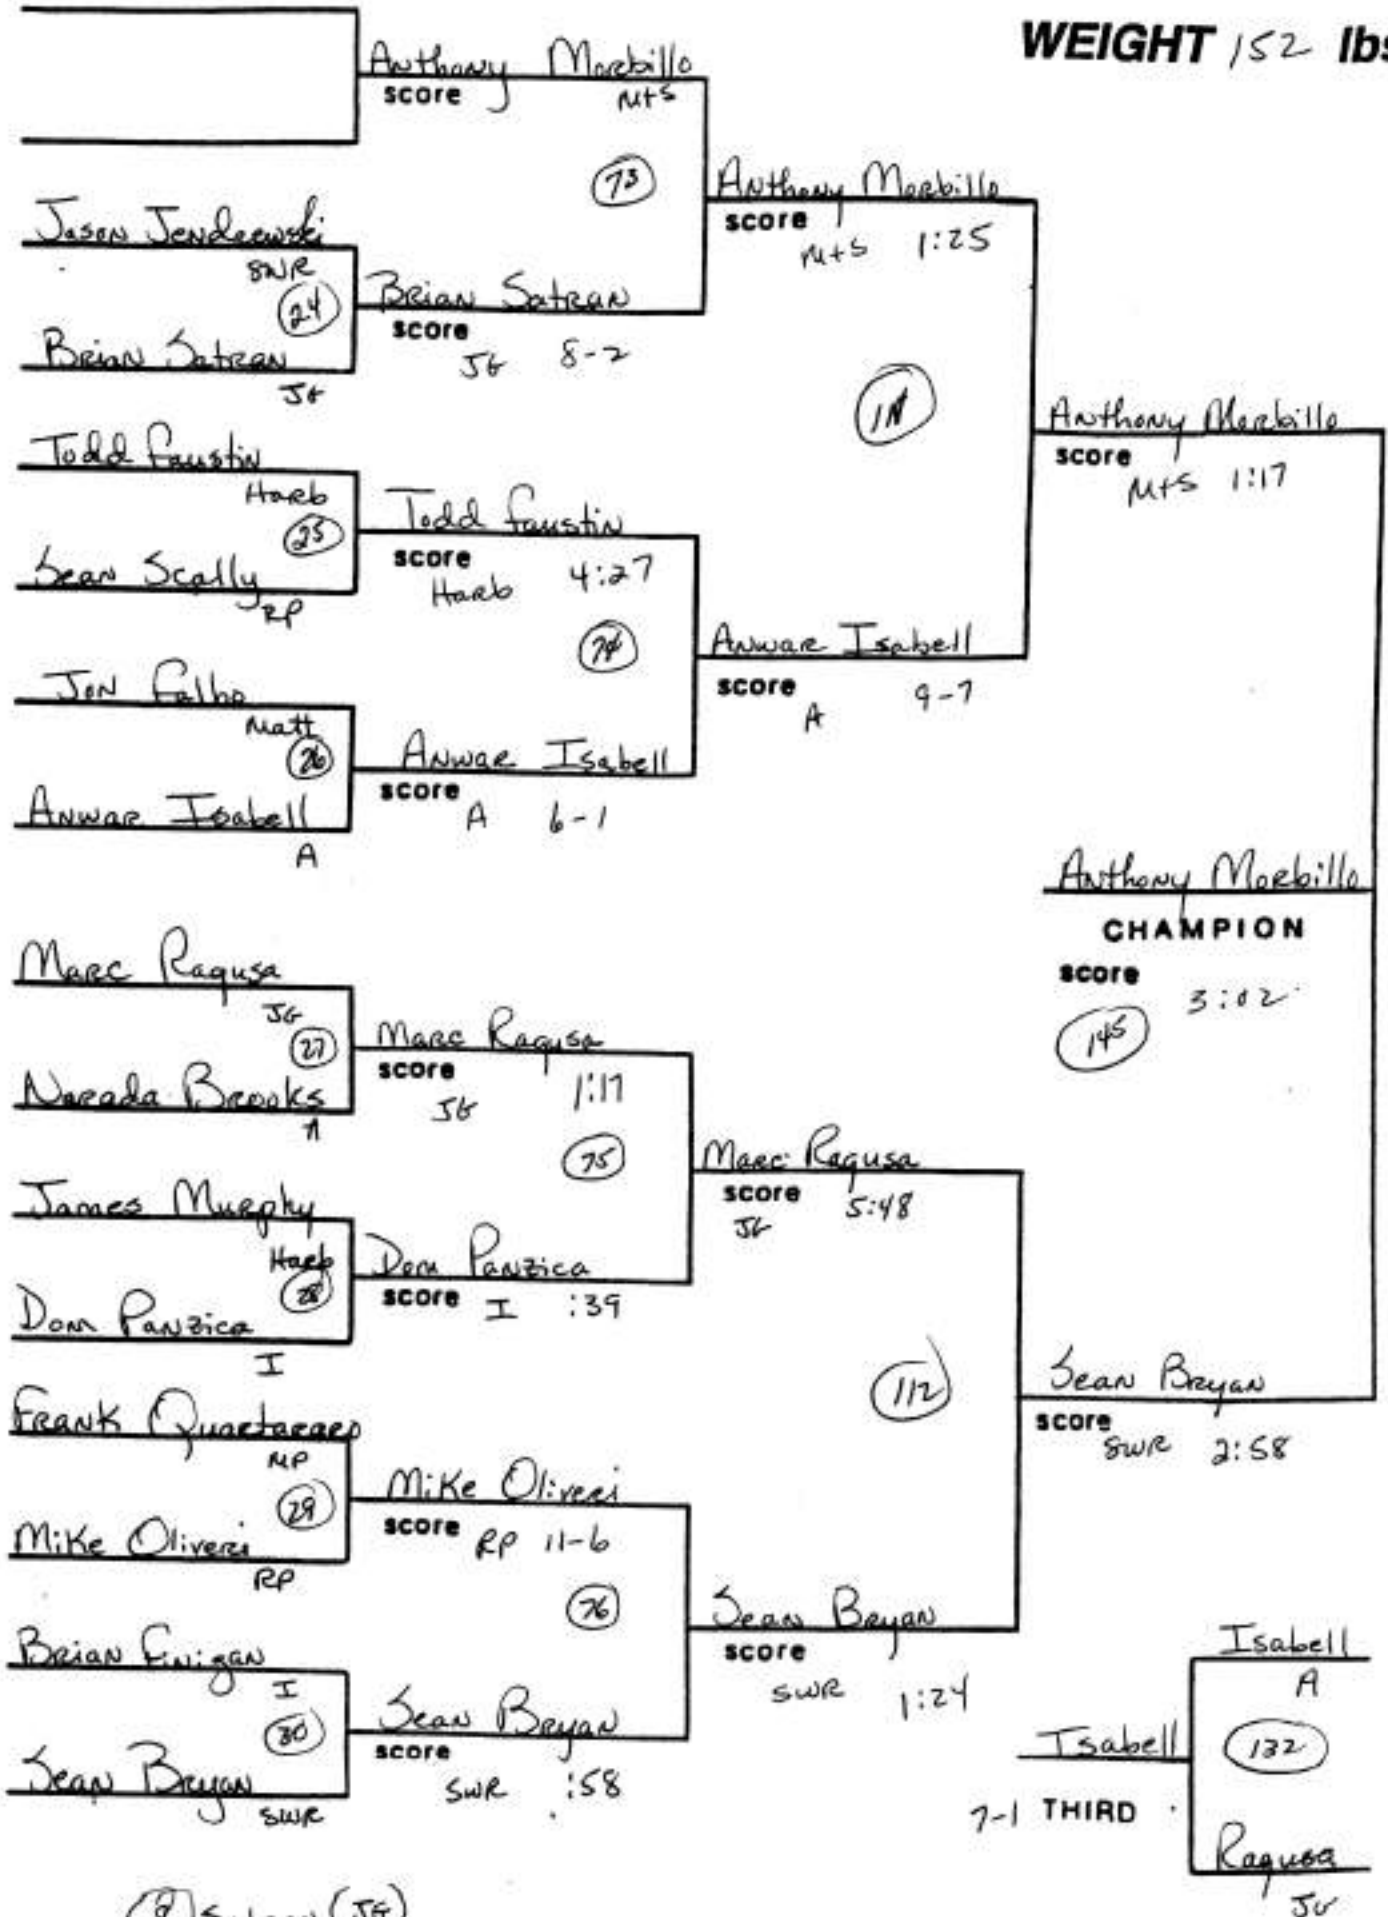 WEIGHT 152 lbs
Anthony Morbillo
score M+S
73
Anthony Morbillo
score M+S 1:25
Jason Jendrewski
SWR
24
Brian Satran
score JG 8-2
Brian Satran
JG
Anthony Morbillo
score M+S 1:17
Todd Faustin
Harb
25
Todd Faustin
score Harb 4:27
Sean Scally
RP
74
Anwar Isabell
score A 9-7
Jon Falbo
Matt
26
Anwar Isabell
score A 6-1
Anwar Isabell
A
Anthony Morbillo
CHAMPION
score 3:02
145
Marc Ragusa
JG
27
Marc Ragusa
score JG 1:17
Narada Brooks
A
75
Marc Ragusa
score JG 5:48
James Murphy
Harb
28
Dom Panzica
score I :39
Dom Panzica
I
112
Sean Bryan
score SWR 2:58
Frank Quartararo
MP
29
Mike Oliveri
score RP 11-6
Mike Oliveri
RP
76
Sean Bryan
score SWR 1:24
Brian Finigan
I
30
Sean Bryan
score SWR :58
Sean Bryan
SWR
Isabell
A
Isabell
132
7-1 THIRD
Ragusa
JG
Satran (JG)